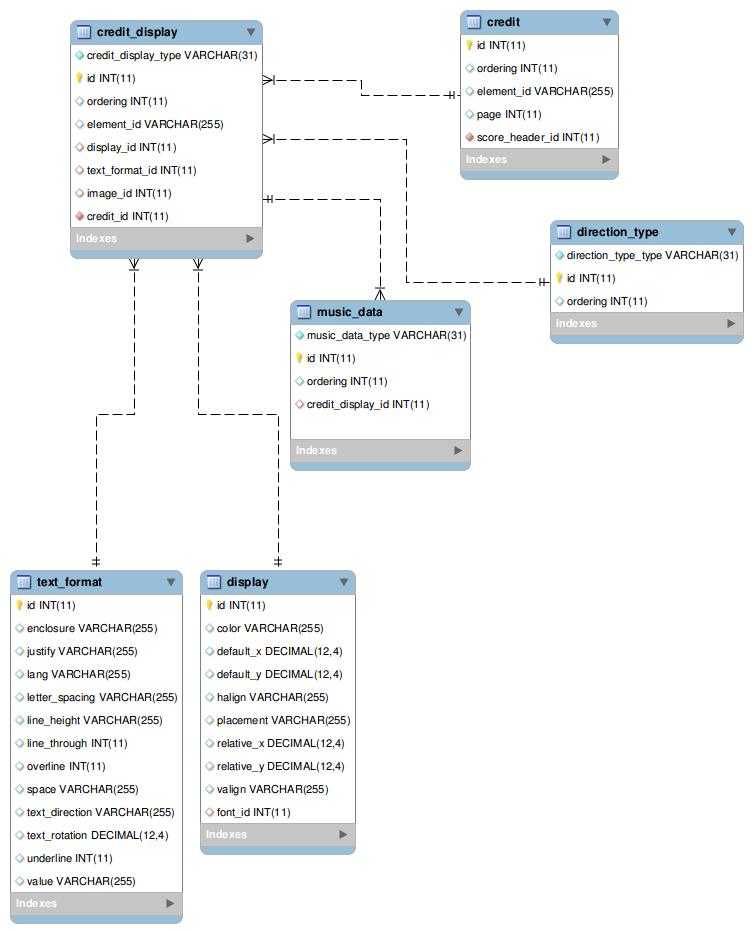 credit_display
credit_display_type VARCHAR(31)
id INT(11)
ordering INT(11)
element_id VARCHAR(255)
display_id INT(11)
text_format_id INT(11)
image_id INT(11)
credit_id INT(11)
Indexes
credit
id INT(11)
ordering INT(11)
element_id VARCHAR(255)
page INT(11)
score_header_id INT(11)
Indexes
direction_type
direction_type_type VARCHAR(31)
id INT(11)
ordering INT(11)
Indexes
music_data
music_data_type VARCHAR(31)
id INT(11)
ordering INT(11)
credit_display_id INT(11)
Indexes
text_format
id INT(11)
enclosure VARCHAR(255)
justify VARCHAR(255)
lang VARCHAR(255)
letter_spacing VARCHAR(255)
line_height VARCHAR(255)
line_through INT(11)
overline INT(11)
space VARCHAR(255)
text_direction VARCHAR(255)
text_rotation DECIMAL(12,4)
underline INT(11)
value VARCHAR(255)
Indexes
display
id INT(11)
color VARCHAR(255)
default_x DECIMAL(12,4)
default_y DECIMAL(12,4)
halign VARCHAR(255)
placement VARCHAR(255)
relative_x DECIMAL(12,4)
relative_y DECIMAL(12,4)
valign VARCHAR(255)
font_id INT(11)
Indexes